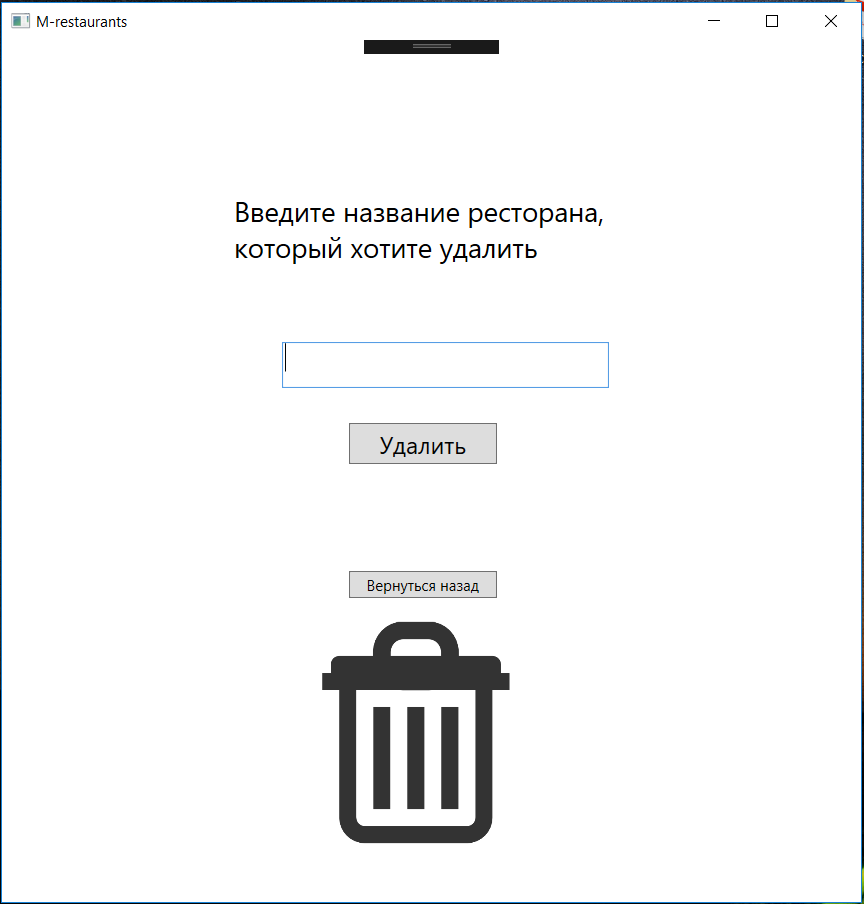 M-restaurants
Введите название ресторана,
который хотите удалить
Удалить
Вернуться назад